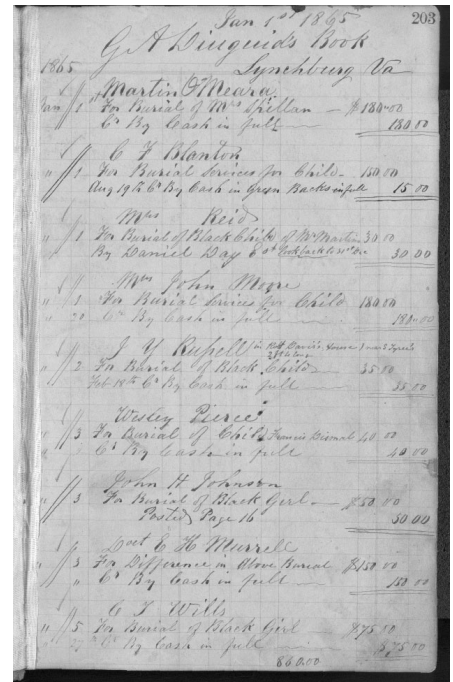 203
Jan 1st 1865
G A Diuguid's Book
1865 Lynchburg Va
Martin O'Meara
Jan 1 For Burial of Mrs Spillan $180.00
Cr By Cash in full 180 00
C F Blanton
" 1 For Burial Services for Child 180 00
Aug 19th Cr By Cash in Green Backs in full 15 00
Mrs Reid
" 1 For Burial of Black Child of Mr Martin 30.00
By Daniel Day 30 00
Mrs John Moore
" 1 For Burial Services for Child 180 00
" 20 Cr By Cash in full 180.00
J Y Russell in House
" 2 For Burial of Black Child 35 00
Feb 18th Cr By Cash in full 35 00
Wesley Pierce
" 3 For Burial of Child Francis 40 00
" Cr By Cash in full 40 00
John H Johnson
" 3 For Burial of Black Girl $50 00
Posted Page 16 50 00
Doct E H Murrell
" 3 For Difference in Above Burial $150 00
" Cr By Cash in full 150 00
C T Wills
" 5 For Burial of Black Girl $75 00
" Cr By Cash in full 75 00
860.00